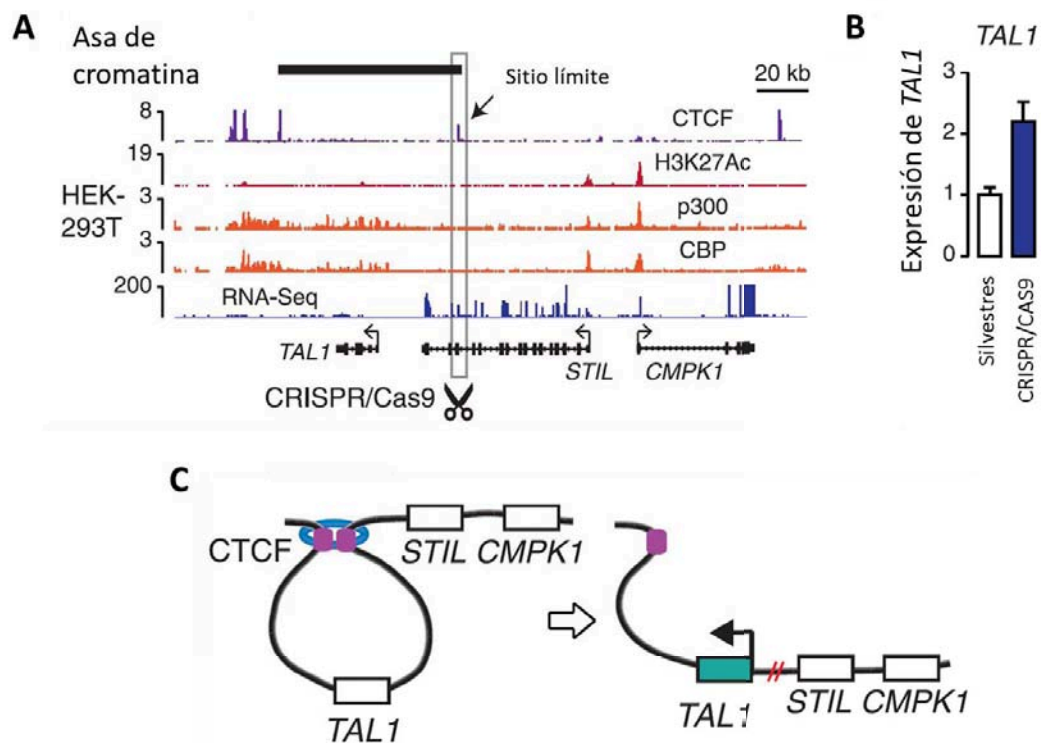 A
Asa de
cromatina
Sitio límite
20 kb
8
CTCF
19
H3K27Ac
HEK-
293T
3
p300
3
CBP
200
RNA-Seq
TAL1
STIL
CMPK1
CRISPR/Cas9
B
TAL1
Expresión de TAL1
3
2
1
0
Silvestres
CRISPR/CAS9
C
CTCF
STIL CMPK1
TAL1
TAL1
STIL CMPK1